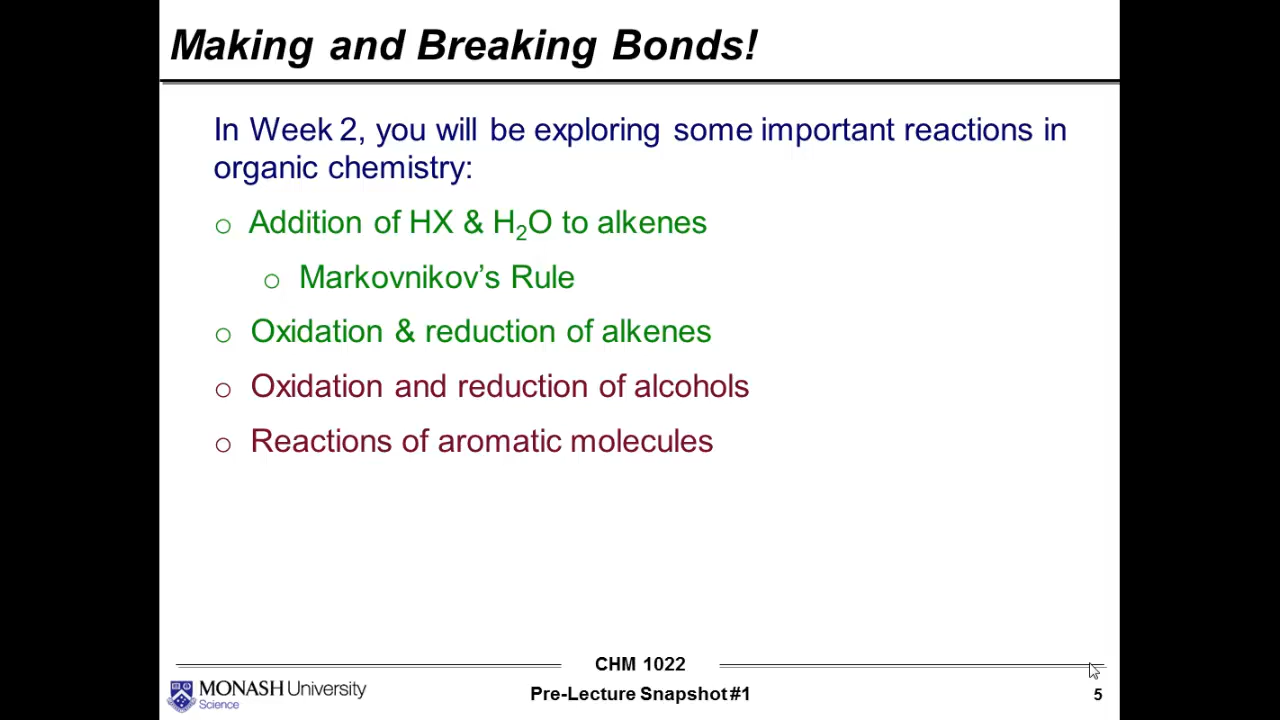 Making and Breaking Bonds!
In Week 2, you will be exploring some important reactions in
organic chemistry:
o Addition of HX & H₂O to alkenes
o Markovnikov’s Rule
o Oxidation & reduction of alkenes
o Oxidation and reduction of alcohols
o Reactions of aromatic molecules
CHM 1022
MONASH University
Science
Pre-Lecture Snapshot #1
5